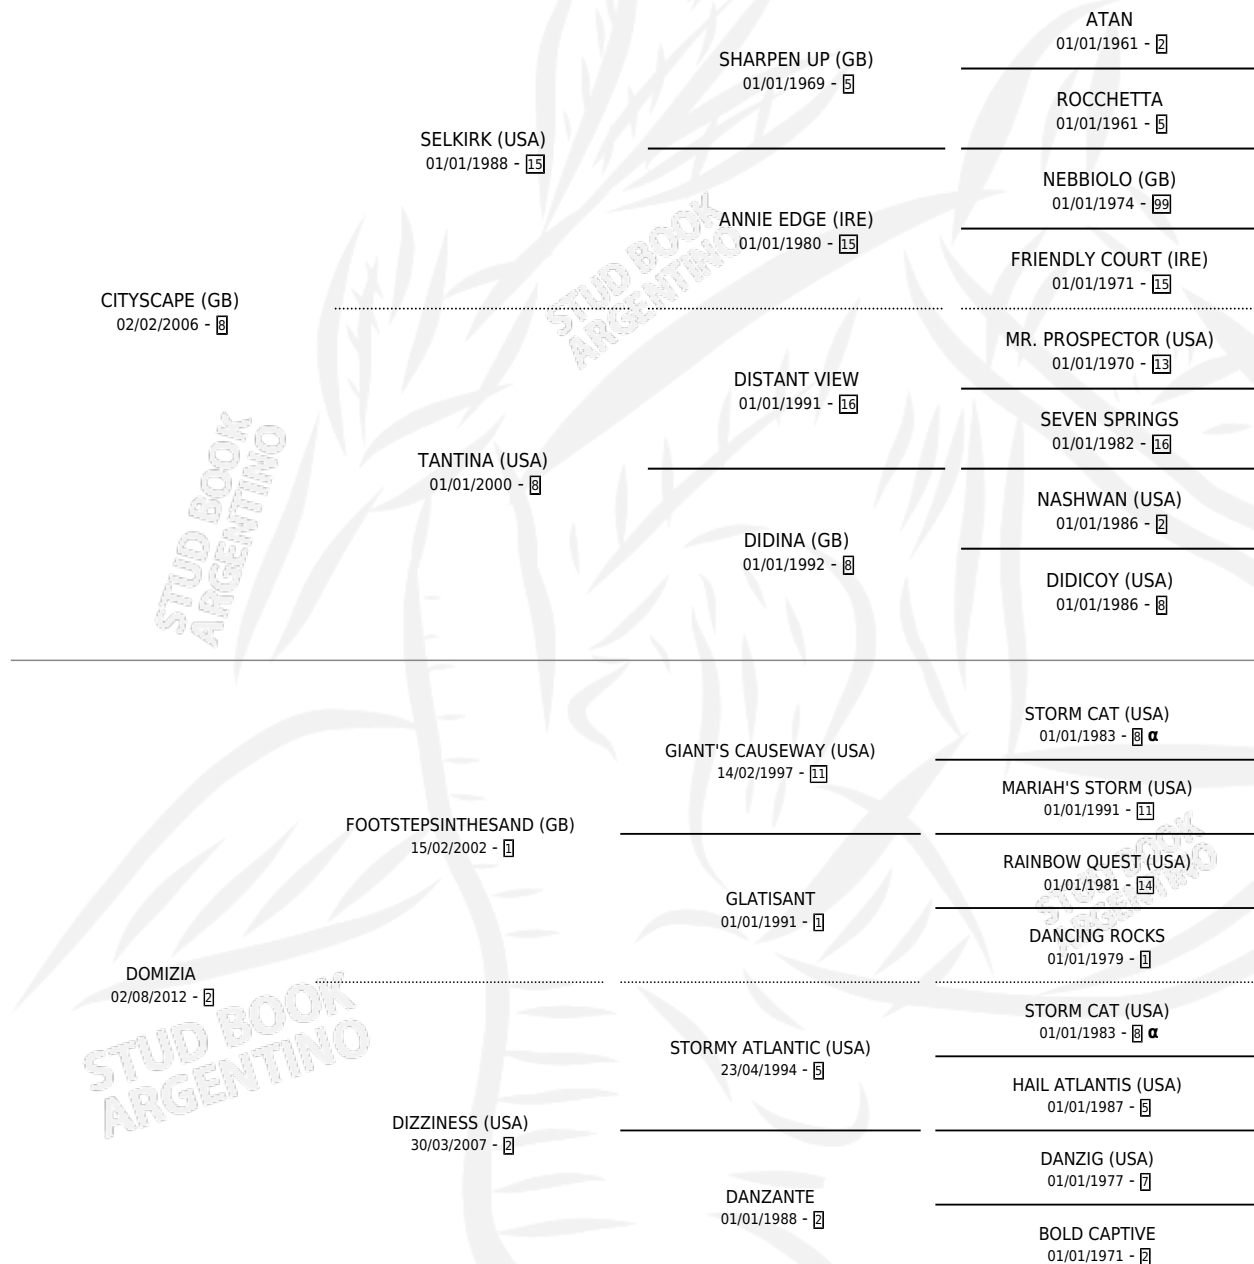 ATAN
01/01/1961 - 2
SHARPEN UP (GB)
01/01/1969 - 5
ROCCHETTA
01/01/1961 - 5
SELKIRK (USA)
01/01/1988 - 15
NEBBIOLO (GB)
01/01/1974 - 99
ANNIE EDGE (IRE)
01/01/1980 - 15
FRIENDLY COURT (IRE)
01/01/1971 - 15
CITYSCAPE (GB)
02/02/2006 - 8
MR. PROSPECTOR (USA)
01/01/1970 - 13
DISTANT VIEW
01/01/1991 - 16
SEVEN SPRINGS
01/01/1982 - 16
TANTINA (USA)
01/01/2000 - 8
NASHWAN (USA)
01/01/1986 - 2
DIDINA (GB)
01/01/1992 - 8
DIDICOY (USA)
01/01/1986 - 8
STORM CAT (USA)
01/01/1983 - 8 α
GIANT'S CAUSEWAY (USA)
14/02/1997 - 11
MARIAH'S STORM (USA)
01/01/1991 - 11
FOOTSTEPSINTHESAND (GB)
15/02/2002 - 1
RAINBOW QUEST (USA)
01/01/1981 - 14
GLATISANT
01/01/1991 - 1
DANCING ROCKS
01/01/1979 - 1
DOMIZIA
02/08/2012 - 2
STORM CAT (USA)
01/01/1983 - 8 α
STORMY ATLANTIC (USA)
23/04/1994 - 5
HAIL ATLANTIS (USA)
01/01/1987 - 5
DIZZINESS (USA)
30/03/2007 - 2
DANZIG (USA)
01/01/1977 - 7
DANZANTE
01/01/1988 - 2
BOLD CAPTIVE
01/01/1971 - 2
STUD BOOK
ARGENTINO
STUD BOOK
ARGENTINO
STUD BOOK
ARGENTINO
STUD BOOK
ARGENTINO